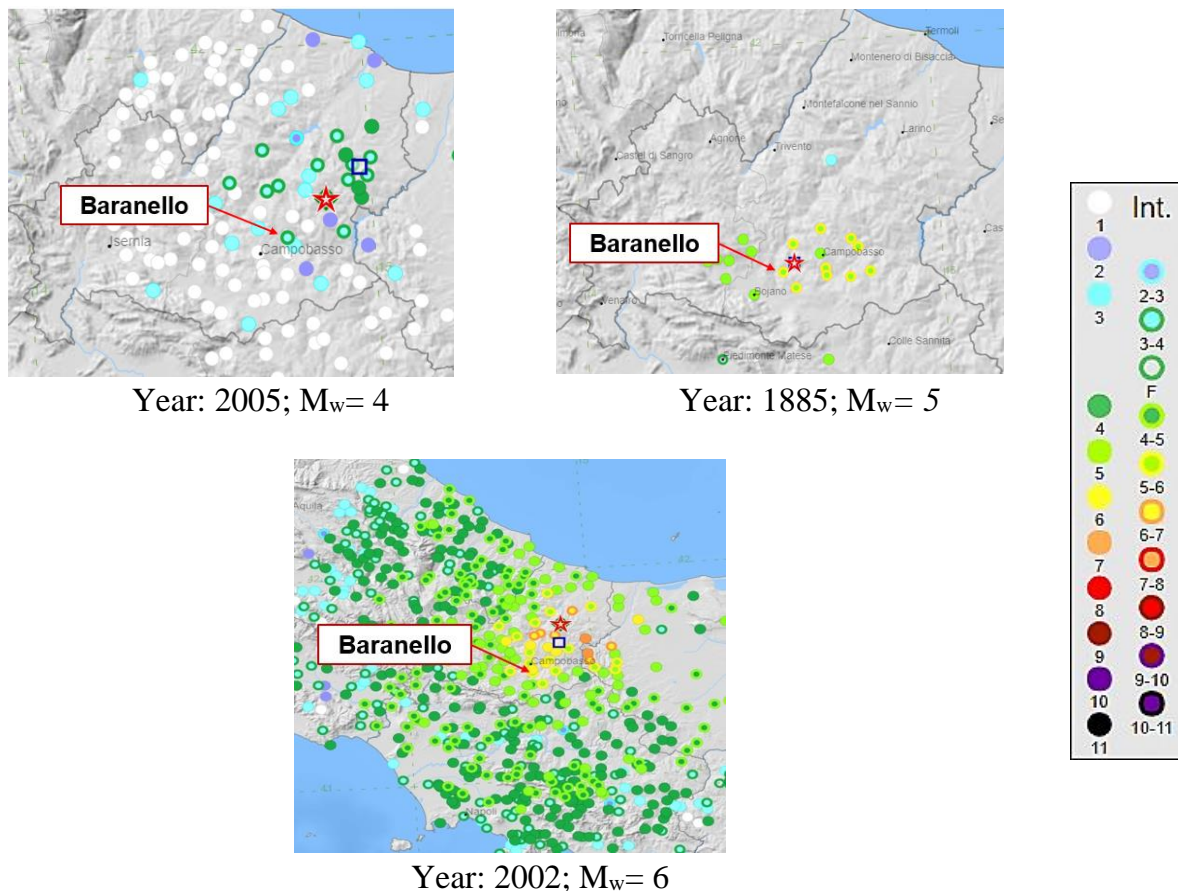 Baranello
Isernia
Campobasso
Year: 2005; Mw= 4
Torricella Peligna
42
Termoli
Montenero di Bisaccia
Montefalcone nel Sannio
Larino
Agnone
Trivento
Castel di Sangro
Baranello
Campobasso
Bojano
Venafro
Colle Sannita
Piedimonte Matese
Year: 1885; Mw= 5
42
Baranello
Campobasso
41
Napoli
Year: 2002; Mw= 6
Int.
1
2
2-3
3
3-4
F
4
4-5
5
5-6
6
6-7
7
7-8
8
8-9
9
9-10
10
10-11
11